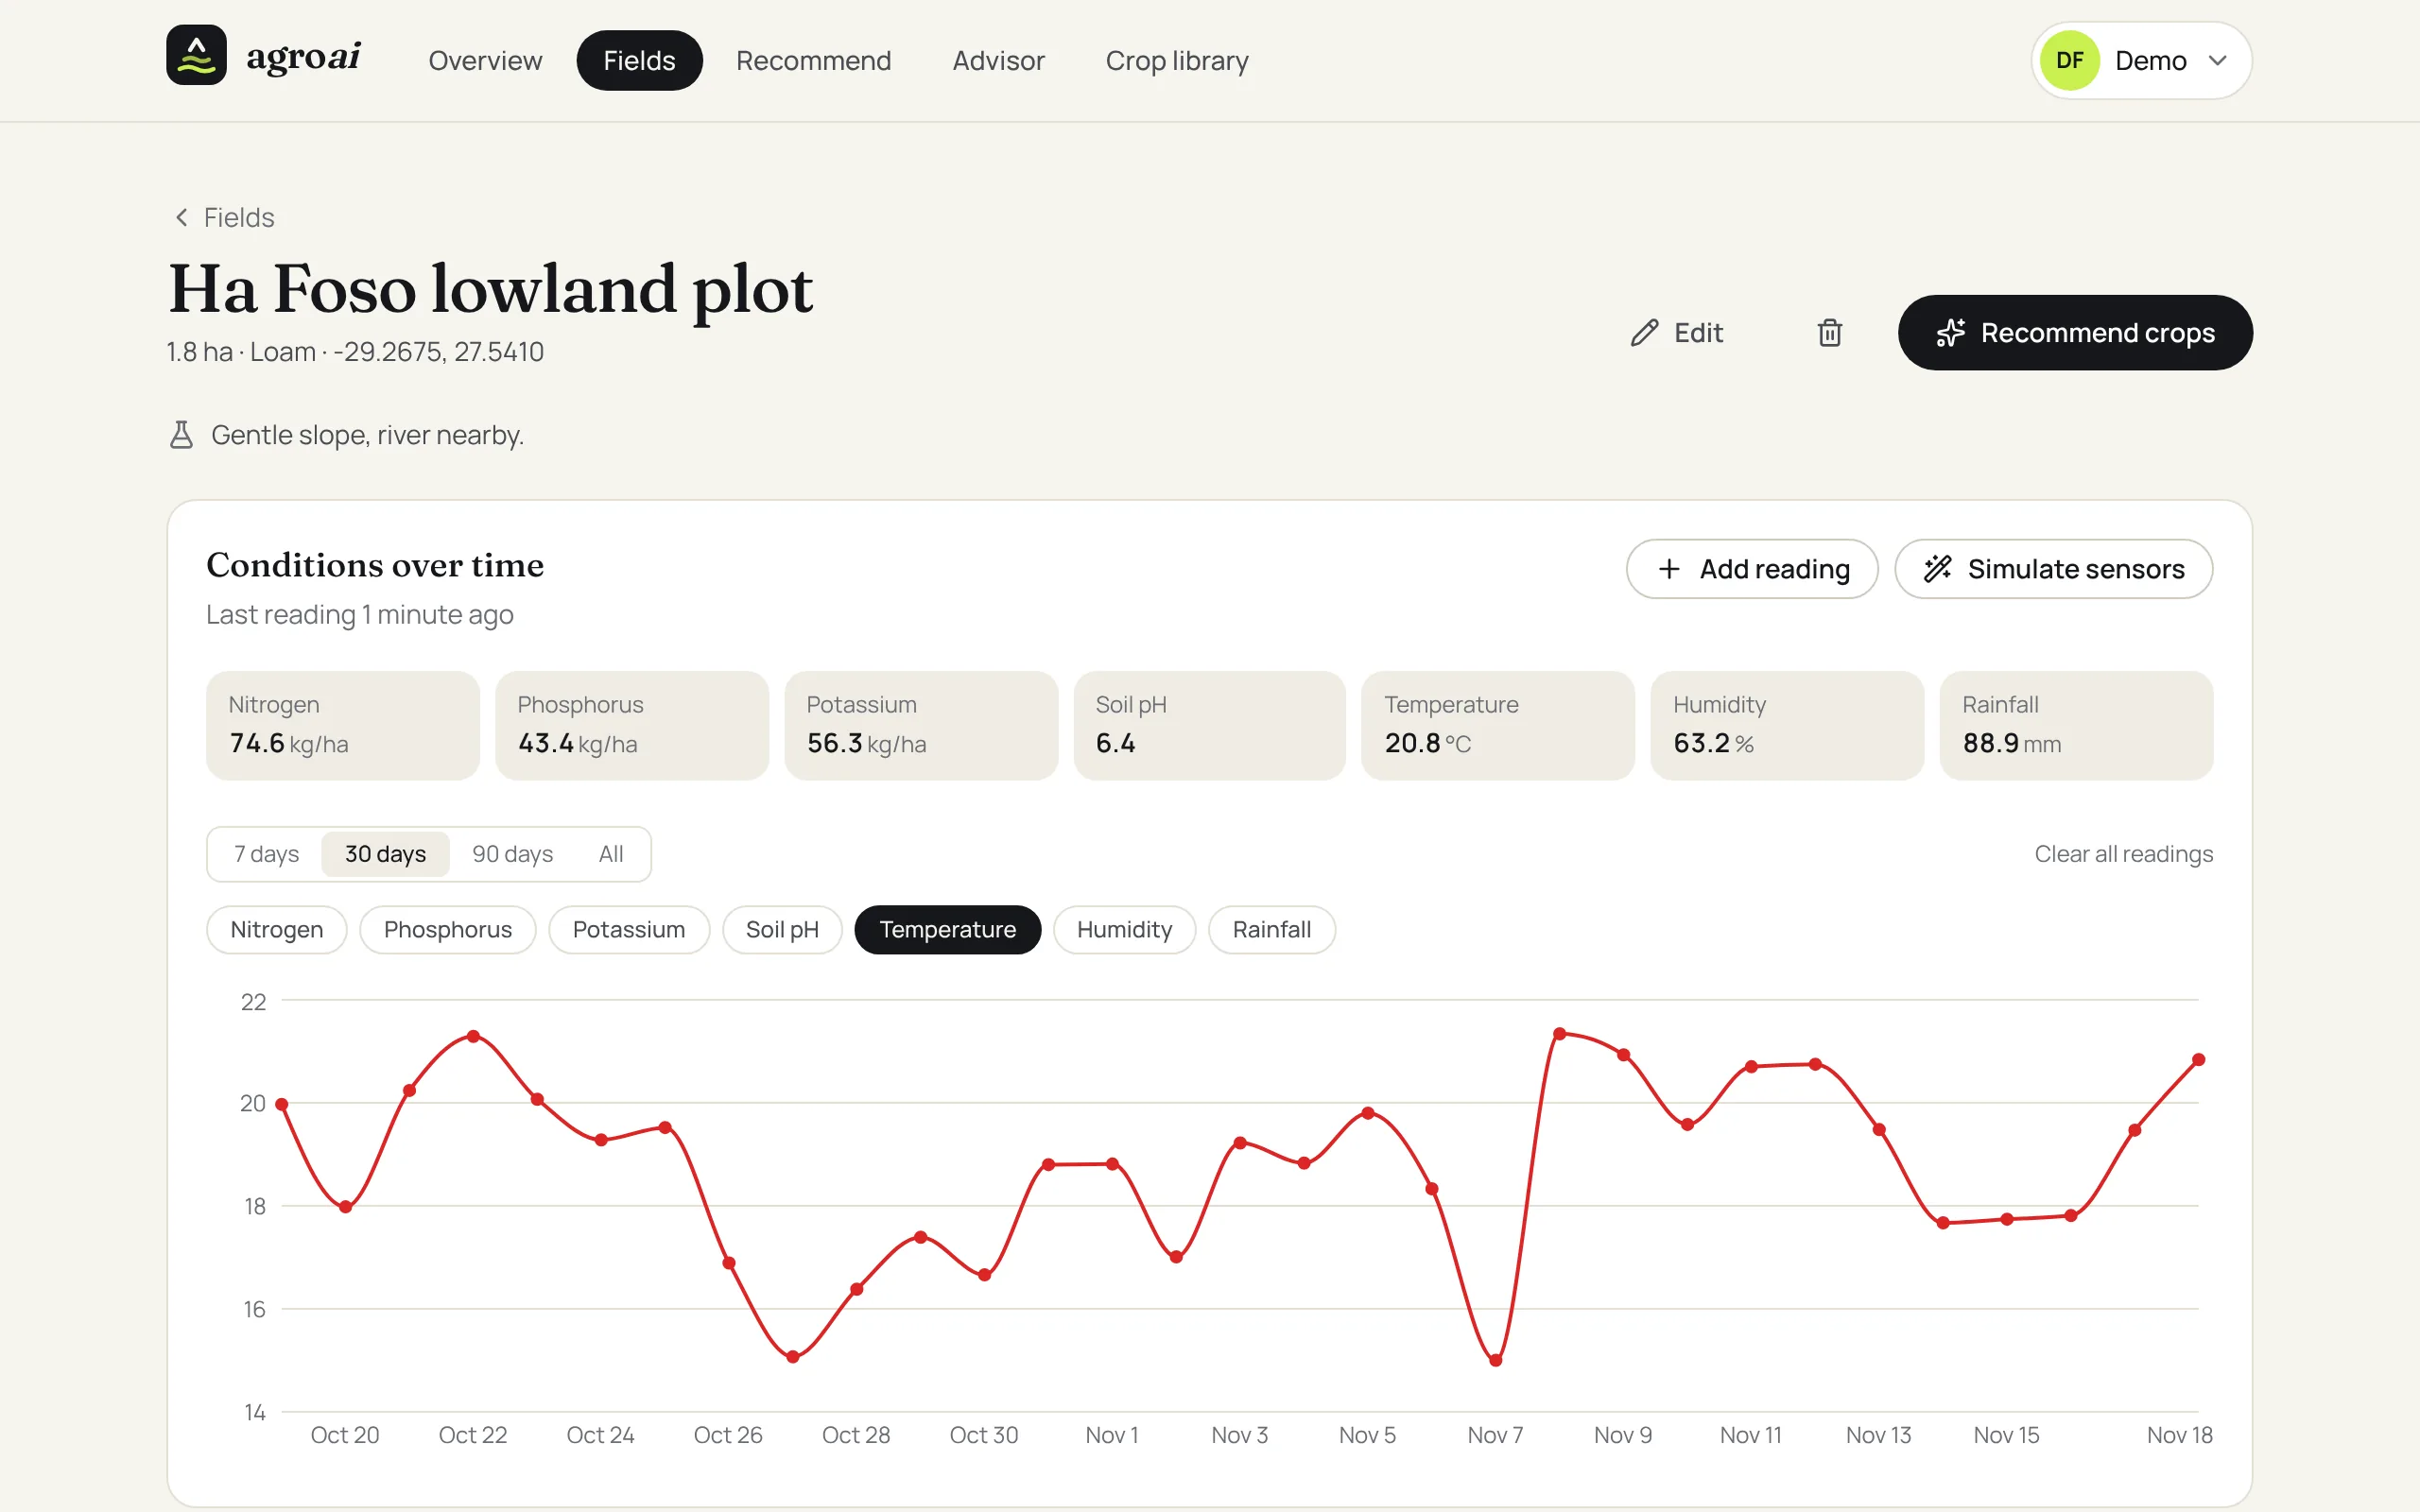 agroai Overview Fields Recommend Advisor Crop library DF Demo
Fields
Ha Foso lowland plot
1.8 ha · Loam · -29.2675, 27.5410
Edit Recommend crops
Gentle slope, river nearby.
Conditions over time
Add reading Simulate sensors
Last reading 1 minute ago
Nitrogen Phosphorus Potassium Soil pH Temperature Humidity Rainfall
74.6 kg/ha 43.4 kg/ha 56.3 kg/ha 6.4 20.8 °C 63.2 % 88.9 mm
7 days 30 days 90 days All Clear all readings
Nitrogen Phosphorus Potassium Soil pH Temperature Humidity Rainfall
22
20
18
16
14
Oct 20 Oct 22 Oct 24 Oct 26 Oct 28 Oct 30 Nov 1 Nov 3 Nov 5 Nov 7 Nov 9 Nov 11 Nov 13 Nov 15 Nov 18